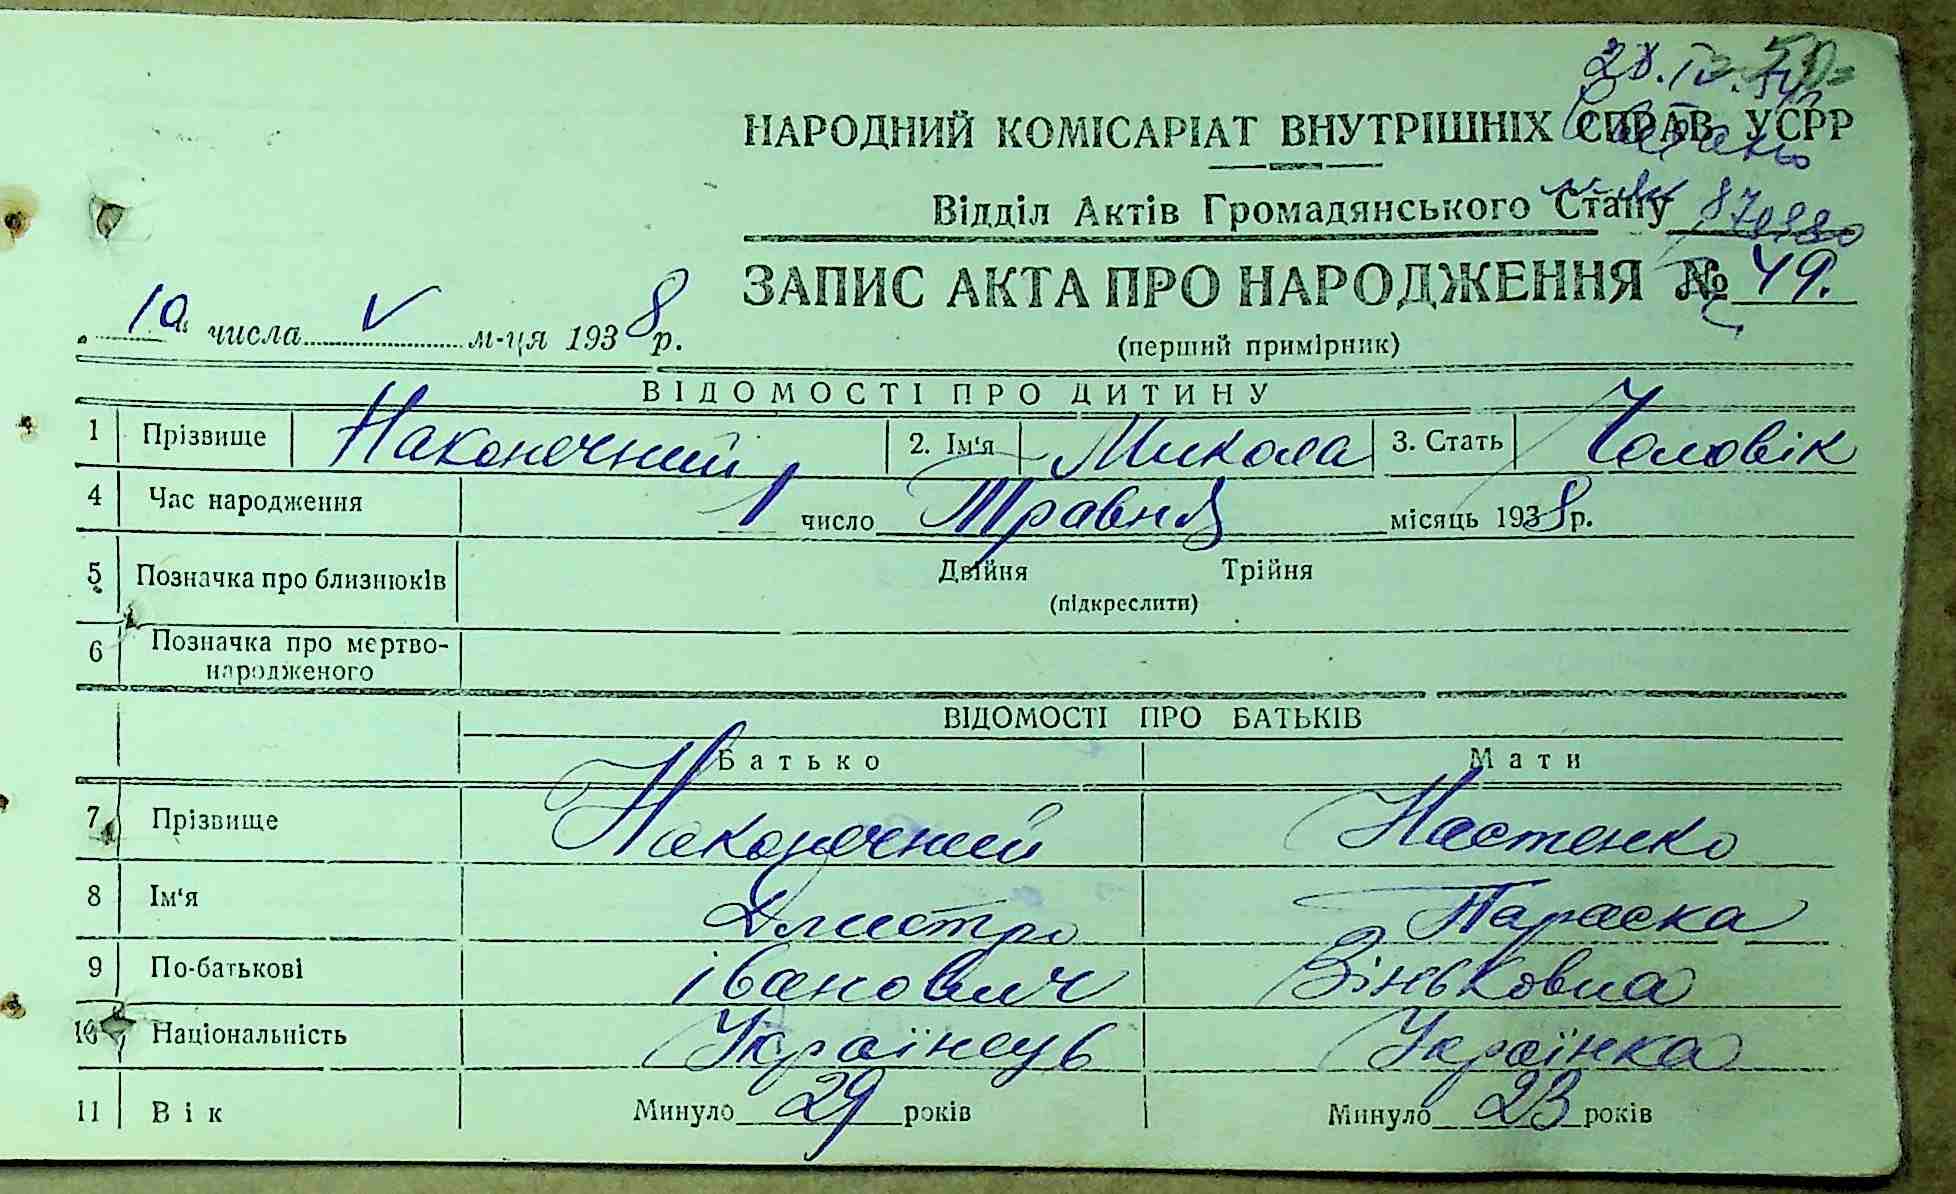 28.IV.
НАРОДНИЙ КОМІСАРІАТ ВНУТРІШНІХ СПРАВ УСРР
Відділ Актів Громадянського Стану
ЗАПИС АКТА ПРО НАРОДЖЕННЯ № 49.
10 числа V м-ця 1938 р.
(перший примірник)
ВІДОМОСТІ ПРО ДИТИНУ
1 Прізвище Наконечний 2. Ім'я Микола 3. Стать Чоловік
4 Час народження 1 число Травня місяць 1938 р.
5 Позначка про близнюків Двійня Трійня
(підкреслити)
6 Позначка про мертво-
народженого
ВІДОМОСТІ ПРО БАТЬКІВ
Батько Мати
7 Прізвище Наконечний Настенко
8 Ім'я Дмитро Параска
9 По-батькові іванович Зіньковна
10 Національність Українець Українка
11 Вік Минуло 29 років Минуло 23 років